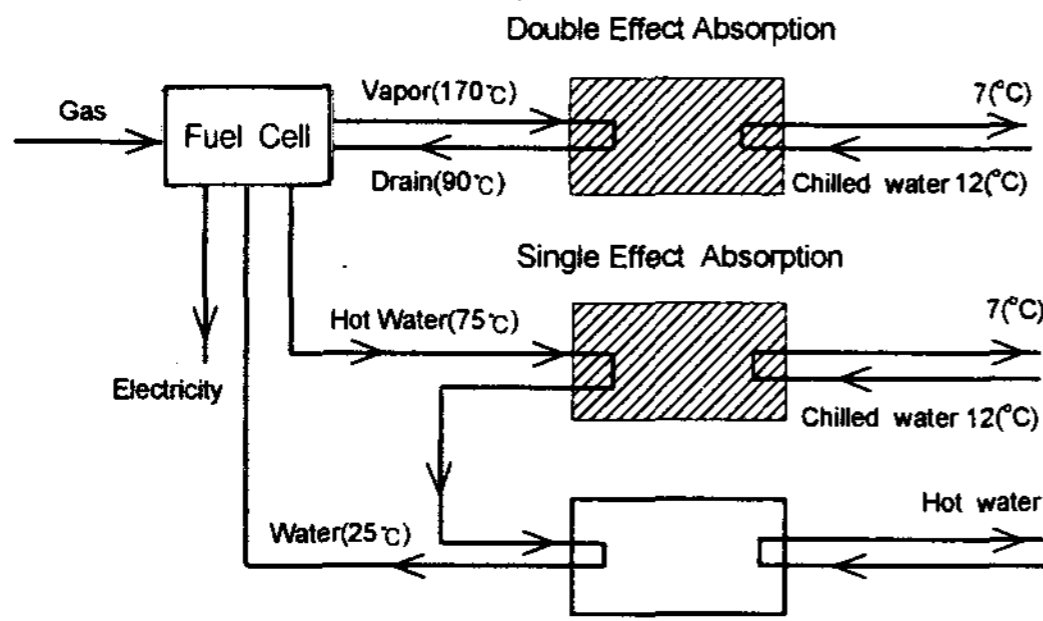 Double Effect Absorption
Gas
Fuel Cell
Vapor(170℃)
Drain(90℃)
7(°C)
Chilled water 12(°C)
Single Effect Absorption
Hot Water(75℃)
7(°C)
Electricity
Chilled water 12(°C)
Hot water
Water(25℃)